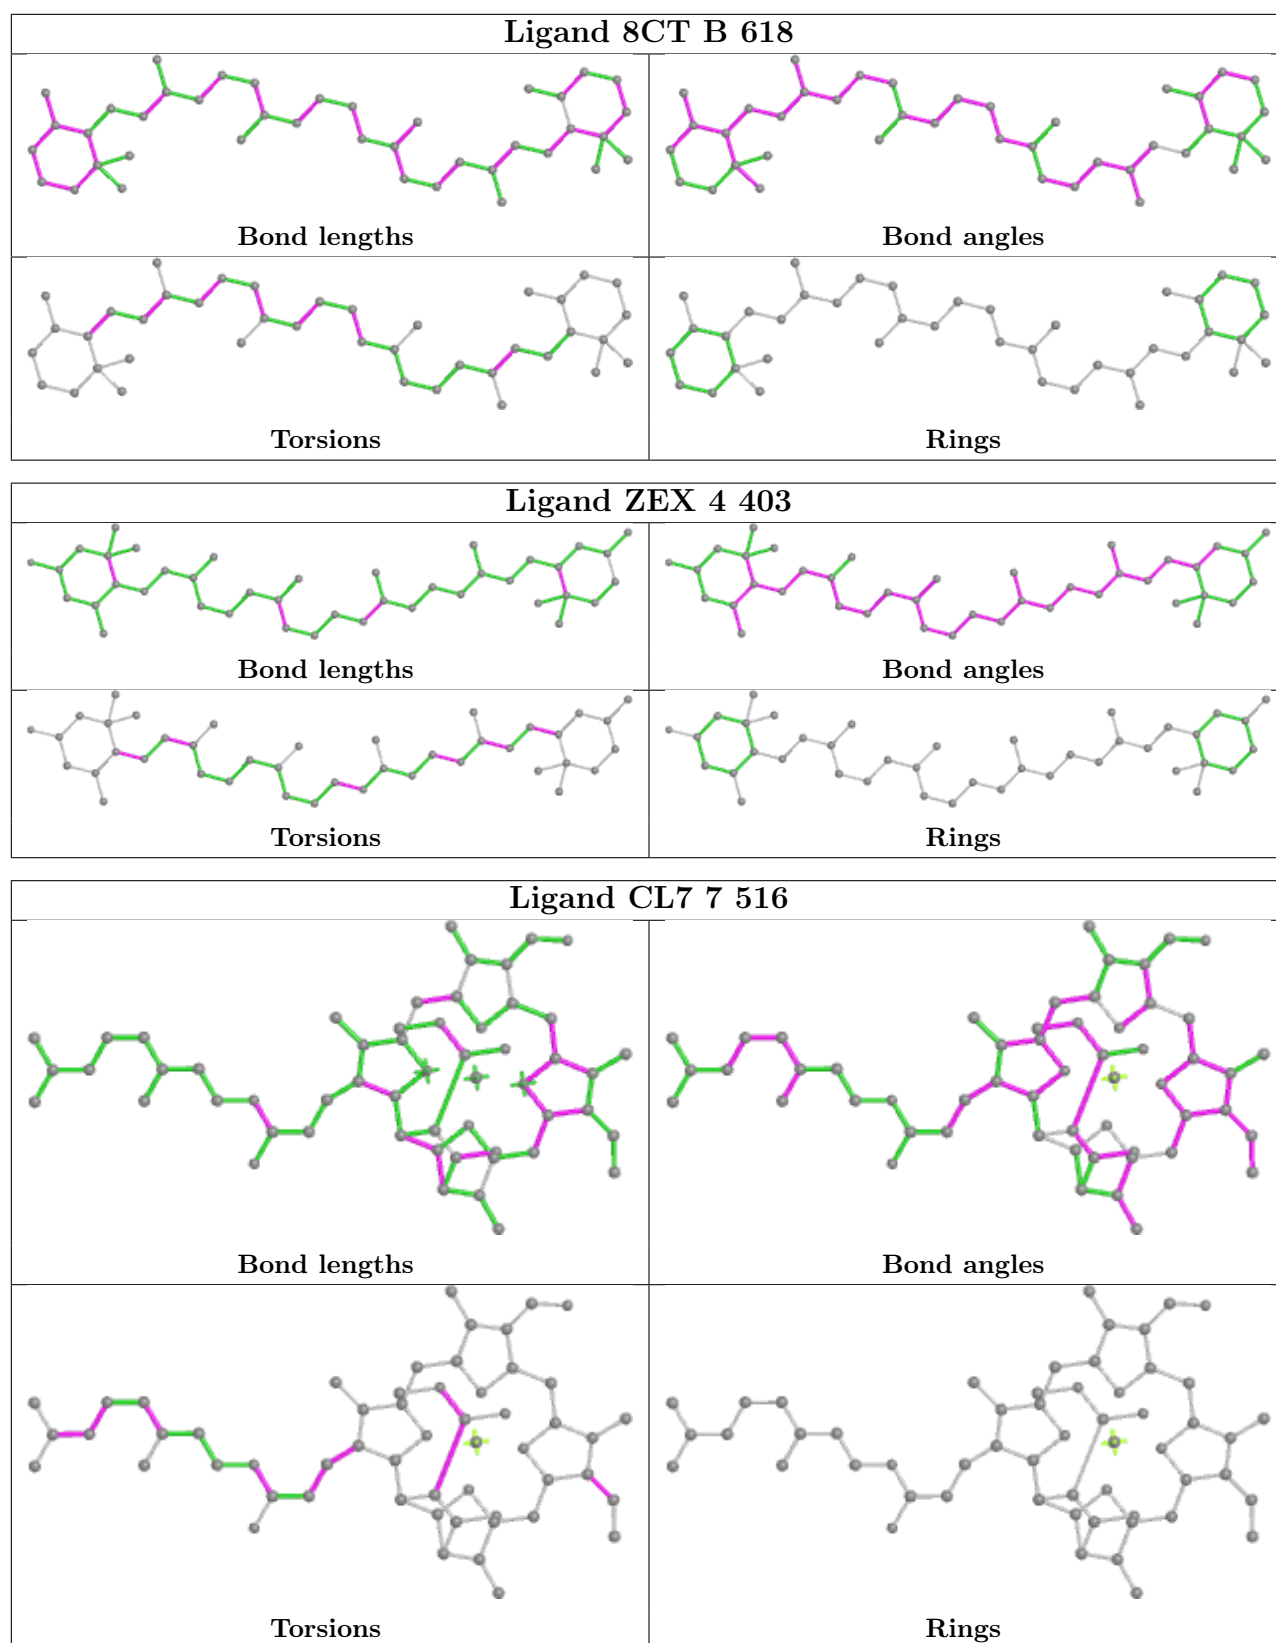 Ligand 8CT B 618
Bond lengths
Bond angles
Torsions
Rings
Ligand ZEX 4 403
Bond lengths
Bond angles
Torsions
Rings
Ligand CL7 7 516
Bond lengths
Bond angles
Torsions
Rings